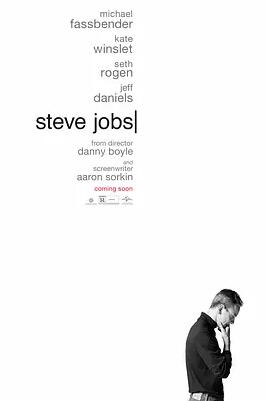 michael
fassbender
kate
winslet
seth
rogen
jeff
daniels
steve jobs|
from director
danny boyle
and
screenwriter
aaron sorkin
coming soon